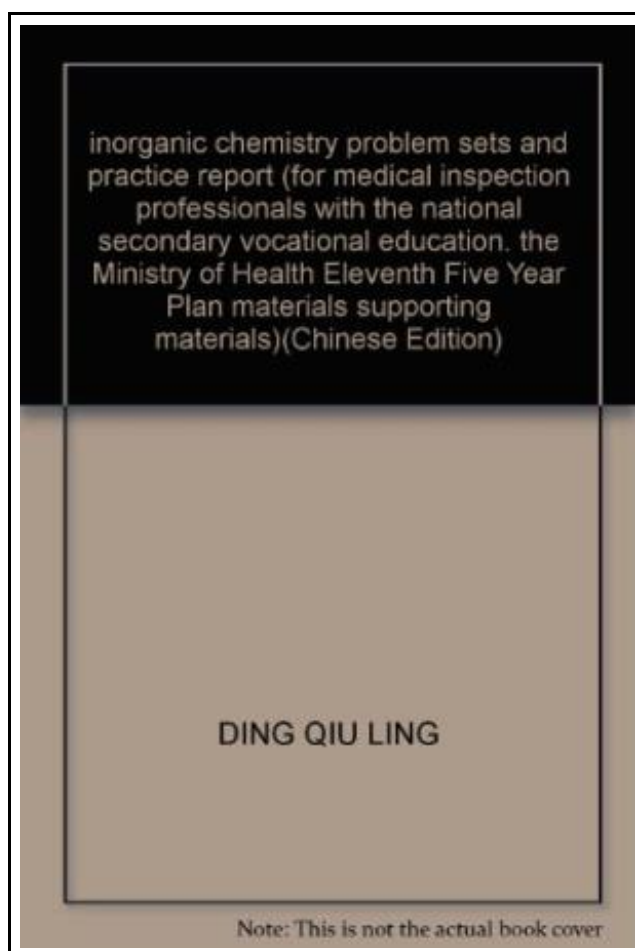 inorganic chemistry problem sets and
practice report (for medical inspection
professionals with the national
secondary vocational education. the
Ministry of Health Eleventh Five Year
Plan materials supporting
materials)(Chinese Edition)
DING QIU LING
Note: This is not the actual book cover